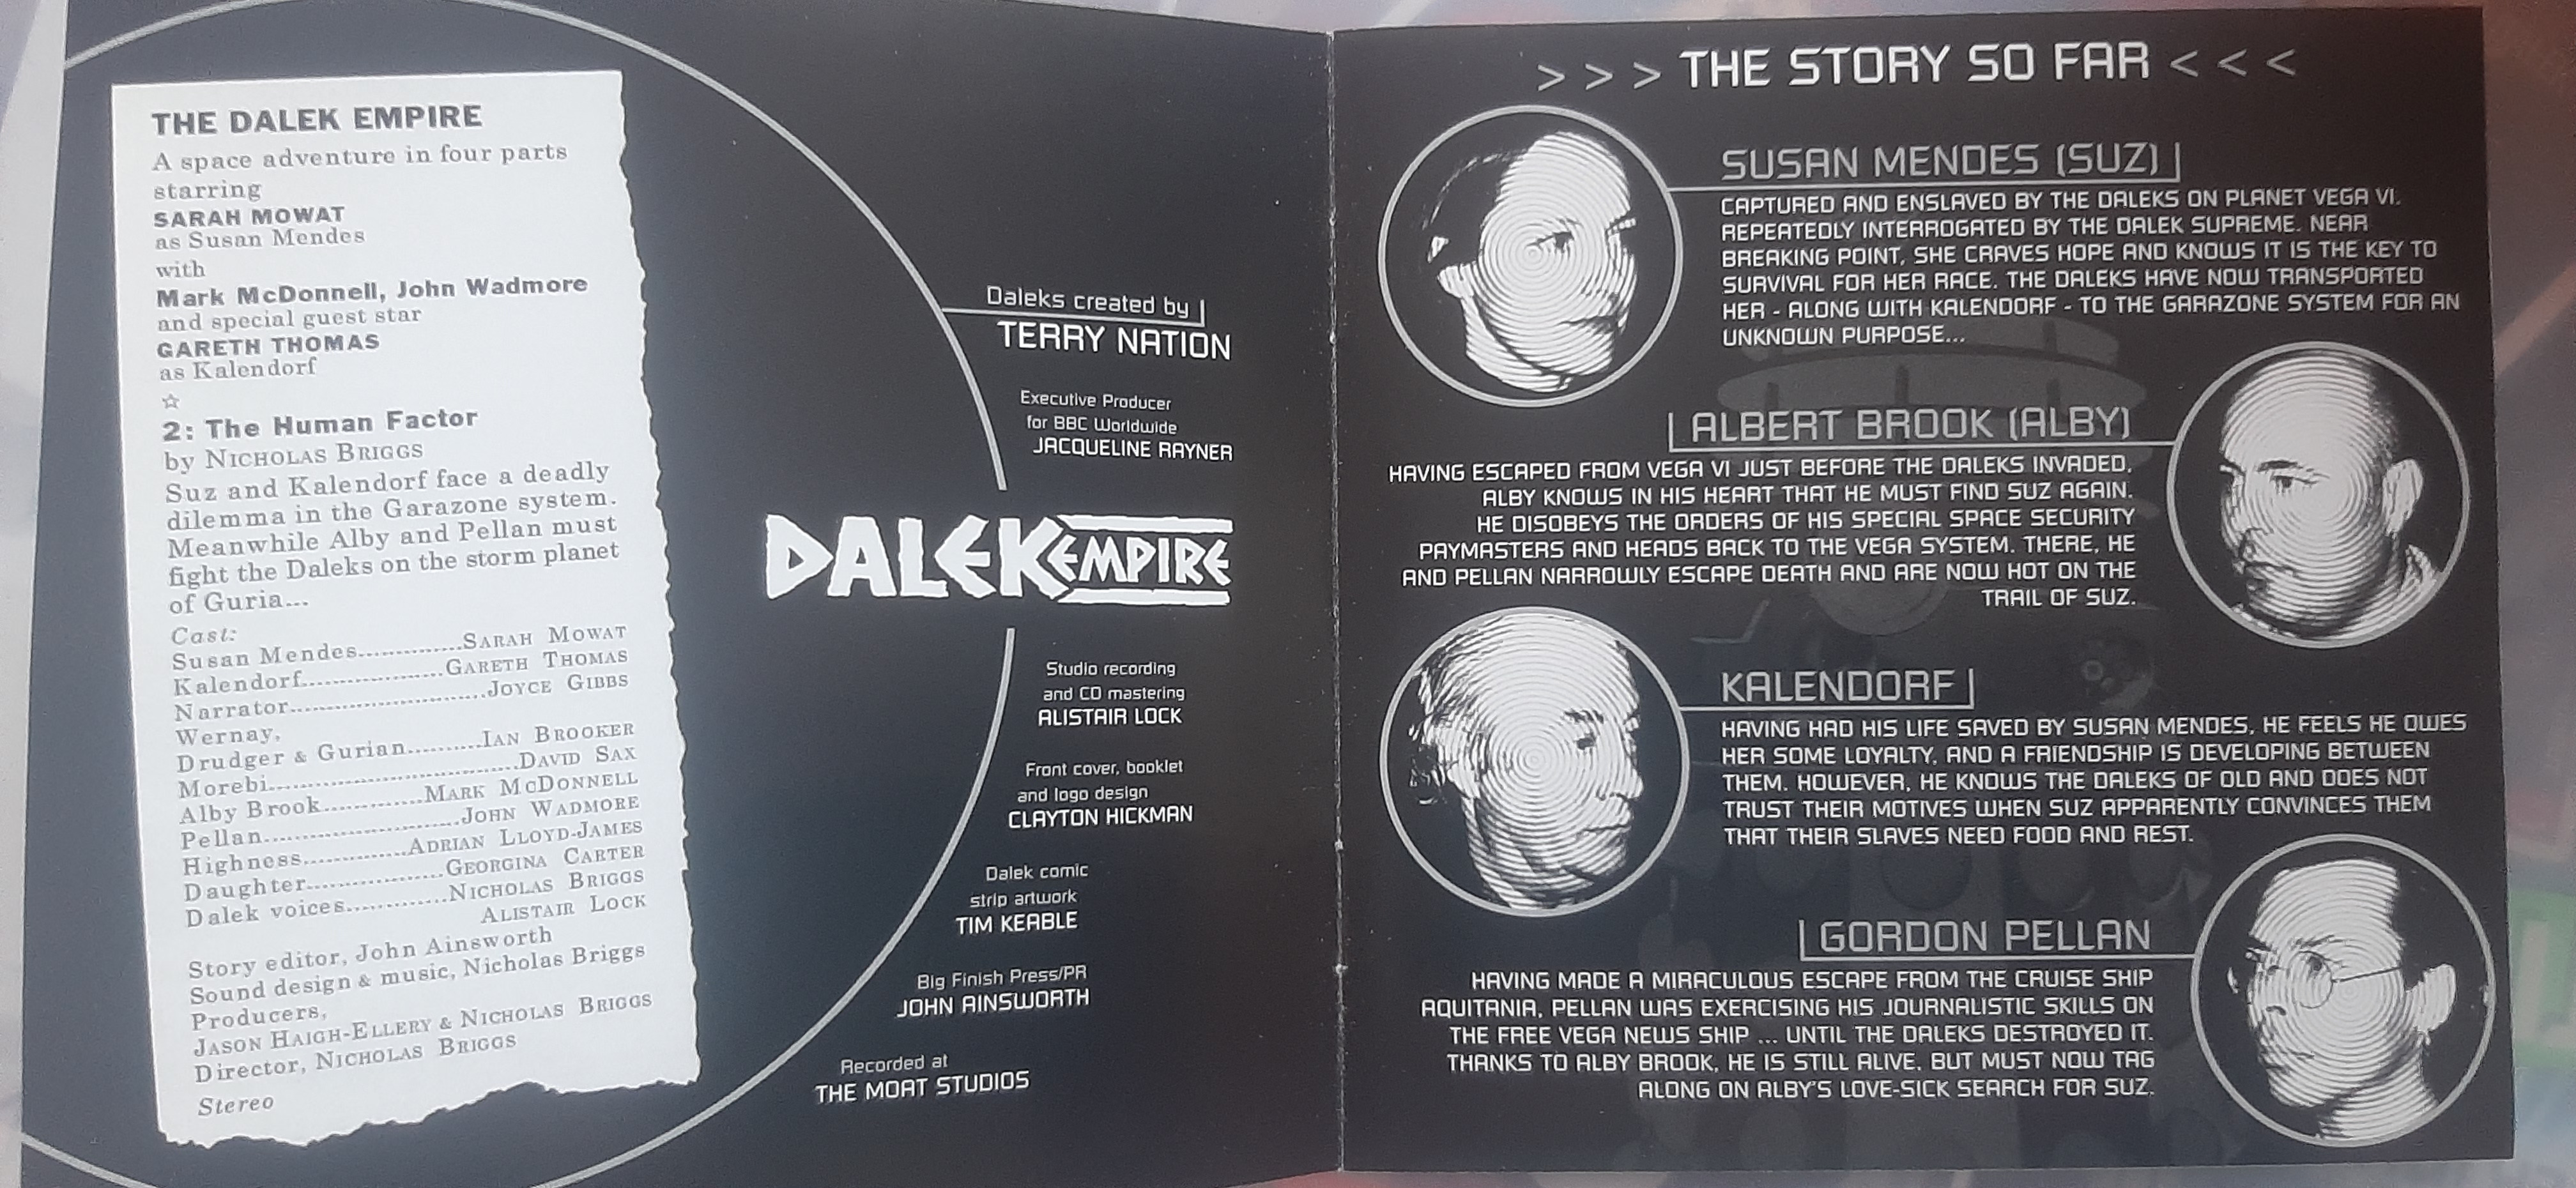 THE DALEK EMPIRE
A space adventure in four parts
starring
SARAH MOWAT
as Susan Mendes
with
Mark McDonnell, John Wadmore
and special guest star
GARETH THOMAS
as Kalendorf
☆
2: The Human Factor
by NICHOLAS BRIGGS
Suz and Kalendorf face a deadly
dilemma in the Garazone system.
Meanwhile Alby and Pellan must
fight the Daleks on the storm planet
of Guria...
Cast:
Susan Mendes..............SARAH MOWAT
Kalendorf...................GARETH THOMAS
Narrator..........................JOYCE GIBBS
Wernay,
Drudger & Gurian..........IAN BROOKER
Morebi.................................DAVID SAX
Alby Brook.............MARK MCDONNELL
Pellan..........................JOHN WADMORE
Highness..............ADRIAN LLOYD-JAMES
Daughter...................GEORGINA CARTER
Dalek voices.............NICHOLAS BRIGGS
ALISTAIR LOCK
Story editor, John Ainsworth
Sound design & music, Nicholas Briggs
Producers,
JASON HAIGH-ELLERY & NICHOLAS BRIGGS
Director, NICHOLAS BRIGGS
Stereo
Daleks created by
TERRY NATION
Executive Producer
for BBC Worldwide
JACQUELINE RAYNER
DALEK EMPIRE
Studio recording
and CD mastering
ALISTAIR LOCK
Front cover, booklet
and logo design
CLAYTON HICKMAN
Dalek comic
strip artwork
TIM KEABLE
Big Finish Press/PR
JOHN AINSWORTH
Recorded at
THE MOAT STUDIOS
> > > THE STORY SO FAR < < <
SUSAN MENDES (SUZ)
CAPTURED AND ENSLAVED BY THE DALEKS ON PLANET VEGA VI.
REPEATEDLY INTERROGATED BY THE DALEK SUPREME. NEAR
BREAKING POINT, SHE CRAVES HOPE AND KNOWS IT IS THE KEY TO
SURVIVAL FOR HER RACE. THE DALEKS HAVE NOW TRANSPORTED
HER - ALONG WITH KALENDORF - TO THE GARAZONE SYSTEM FOR AN
UNKNOWN PURPOSE...
ALBERT BROOK (ALBY)
HAVING ESCAPED FROM VEGA VI JUST BEFORE THE DALEKS INVADED,
ALBY KNOWS IN HIS HEART THAT HE MUST FIND SUZ AGAIN.
HE DISOBEYS THE ORDERS OF HIS SPECIAL SPACE SECURITY
PAYMASTERS AND HEADS BACK TO THE VEGA SYSTEM. THERE, HE
AND PELLAN NARROWLY ESCAPE DEATH AND ARE NOW HOT ON THE
TRAIL OF SUZ.
KALENDORF
HAVING HAD HIS LIFE SAVED BY SUSAN MENDES, HE FEELS HE OWES
HER SOME LOYALTY, AND A FRIENDSHIP IS DEVELOPING BETWEEN
THEM. HOWEVER, HE KNOWS THE DALEKS OF OLD AND DOES NOT
TRUST THEIR MOTIVES WHEN SUZ APPARENTLY CONVINCES THEM
THAT THEIR SLAVES NEED FOOD AND REST.
GORDON PELLAN
HAVING MADE A MIRACULOUS ESCAPE FROM THE CRUISE SHIP
AQUITANIA, PELLAN WAS EXERCISING HIS JOURNALISTIC SKILLS ON
THE FREE VEGA NEWS SHIP ... UNTIL THE DALEKS DESTROYED IT.
THANKS TO ALBY BROOK, HE IS STILL ALIVE, BUT MUST NOW TAG
ALONG ON ALBY'S LOVE-SICK SEARCH FOR SUZ.